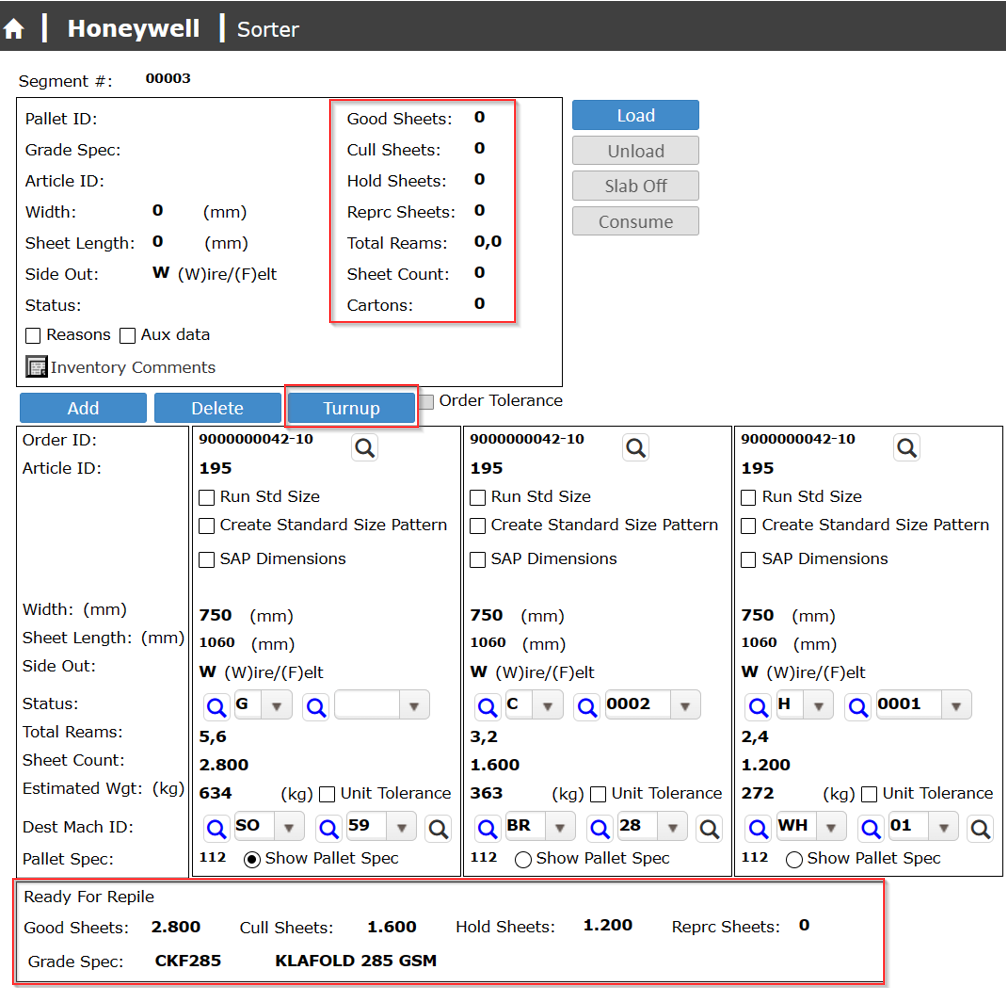 Honeywell Sorter
Segment #: 00003
Pallet ID: Good Sheets: 0 Load
Grade Spec: Cull Sheets: 0 Unload
Article ID: Hold Sheets: 0 Slab Off
Width: 0 (mm) Reprc Sheets: 0 Consume
Sheet Length: 0 (mm) Total Reams: 0,0
Side Out: W (W)ire/(F)elt Sheet Count: 0
Status: Cartons: 0
Reasons Aux data
Inventory Comments
Add Delete Turnup Order Tolerance
Order ID: 9000000042-10 9000000042-10 9000000042-10
Article ID: 195 195 195
Run Std Size Run Std Size Run Std Size
Create Standard Size Pattern Create Standard Size Pattern Create Standard Size Pattern
SAP Dimensions SAP Dimensions SAP Dimensions
Width: (mm) 750 (mm) 750 (mm) 750 (mm)
Sheet Length: (mm) 1060 (mm) 1060 (mm) 1060 (mm)
Side Out: W (W)ire/(F)elt W (W)ire/(F)elt W (W)ire/(F)elt
Status: G C 0002 H 0001
Total Reams: 5,6 3,2 2,4
Sheet Count: 2.800 1.600 1.200
Estimated Wgt: (kg) 634 (kg) Unit Tolerance 363 (kg) Unit Tolerance 272 (kg) Unit Tolerance
Dest Mach ID: SO 59 BR 28 WH 01
Pallet Spec: 112 Show Pallet Spec 112 Show Pallet Spec 112 Show Pallet Spec
Ready For Repile
Good Sheets: 2.800 Cull Sheets: 1.600 Hold Sheets: 1.200 Reprc Sheets: 0
Grade Spec: CKF285 KLAFOLD 285 GSM